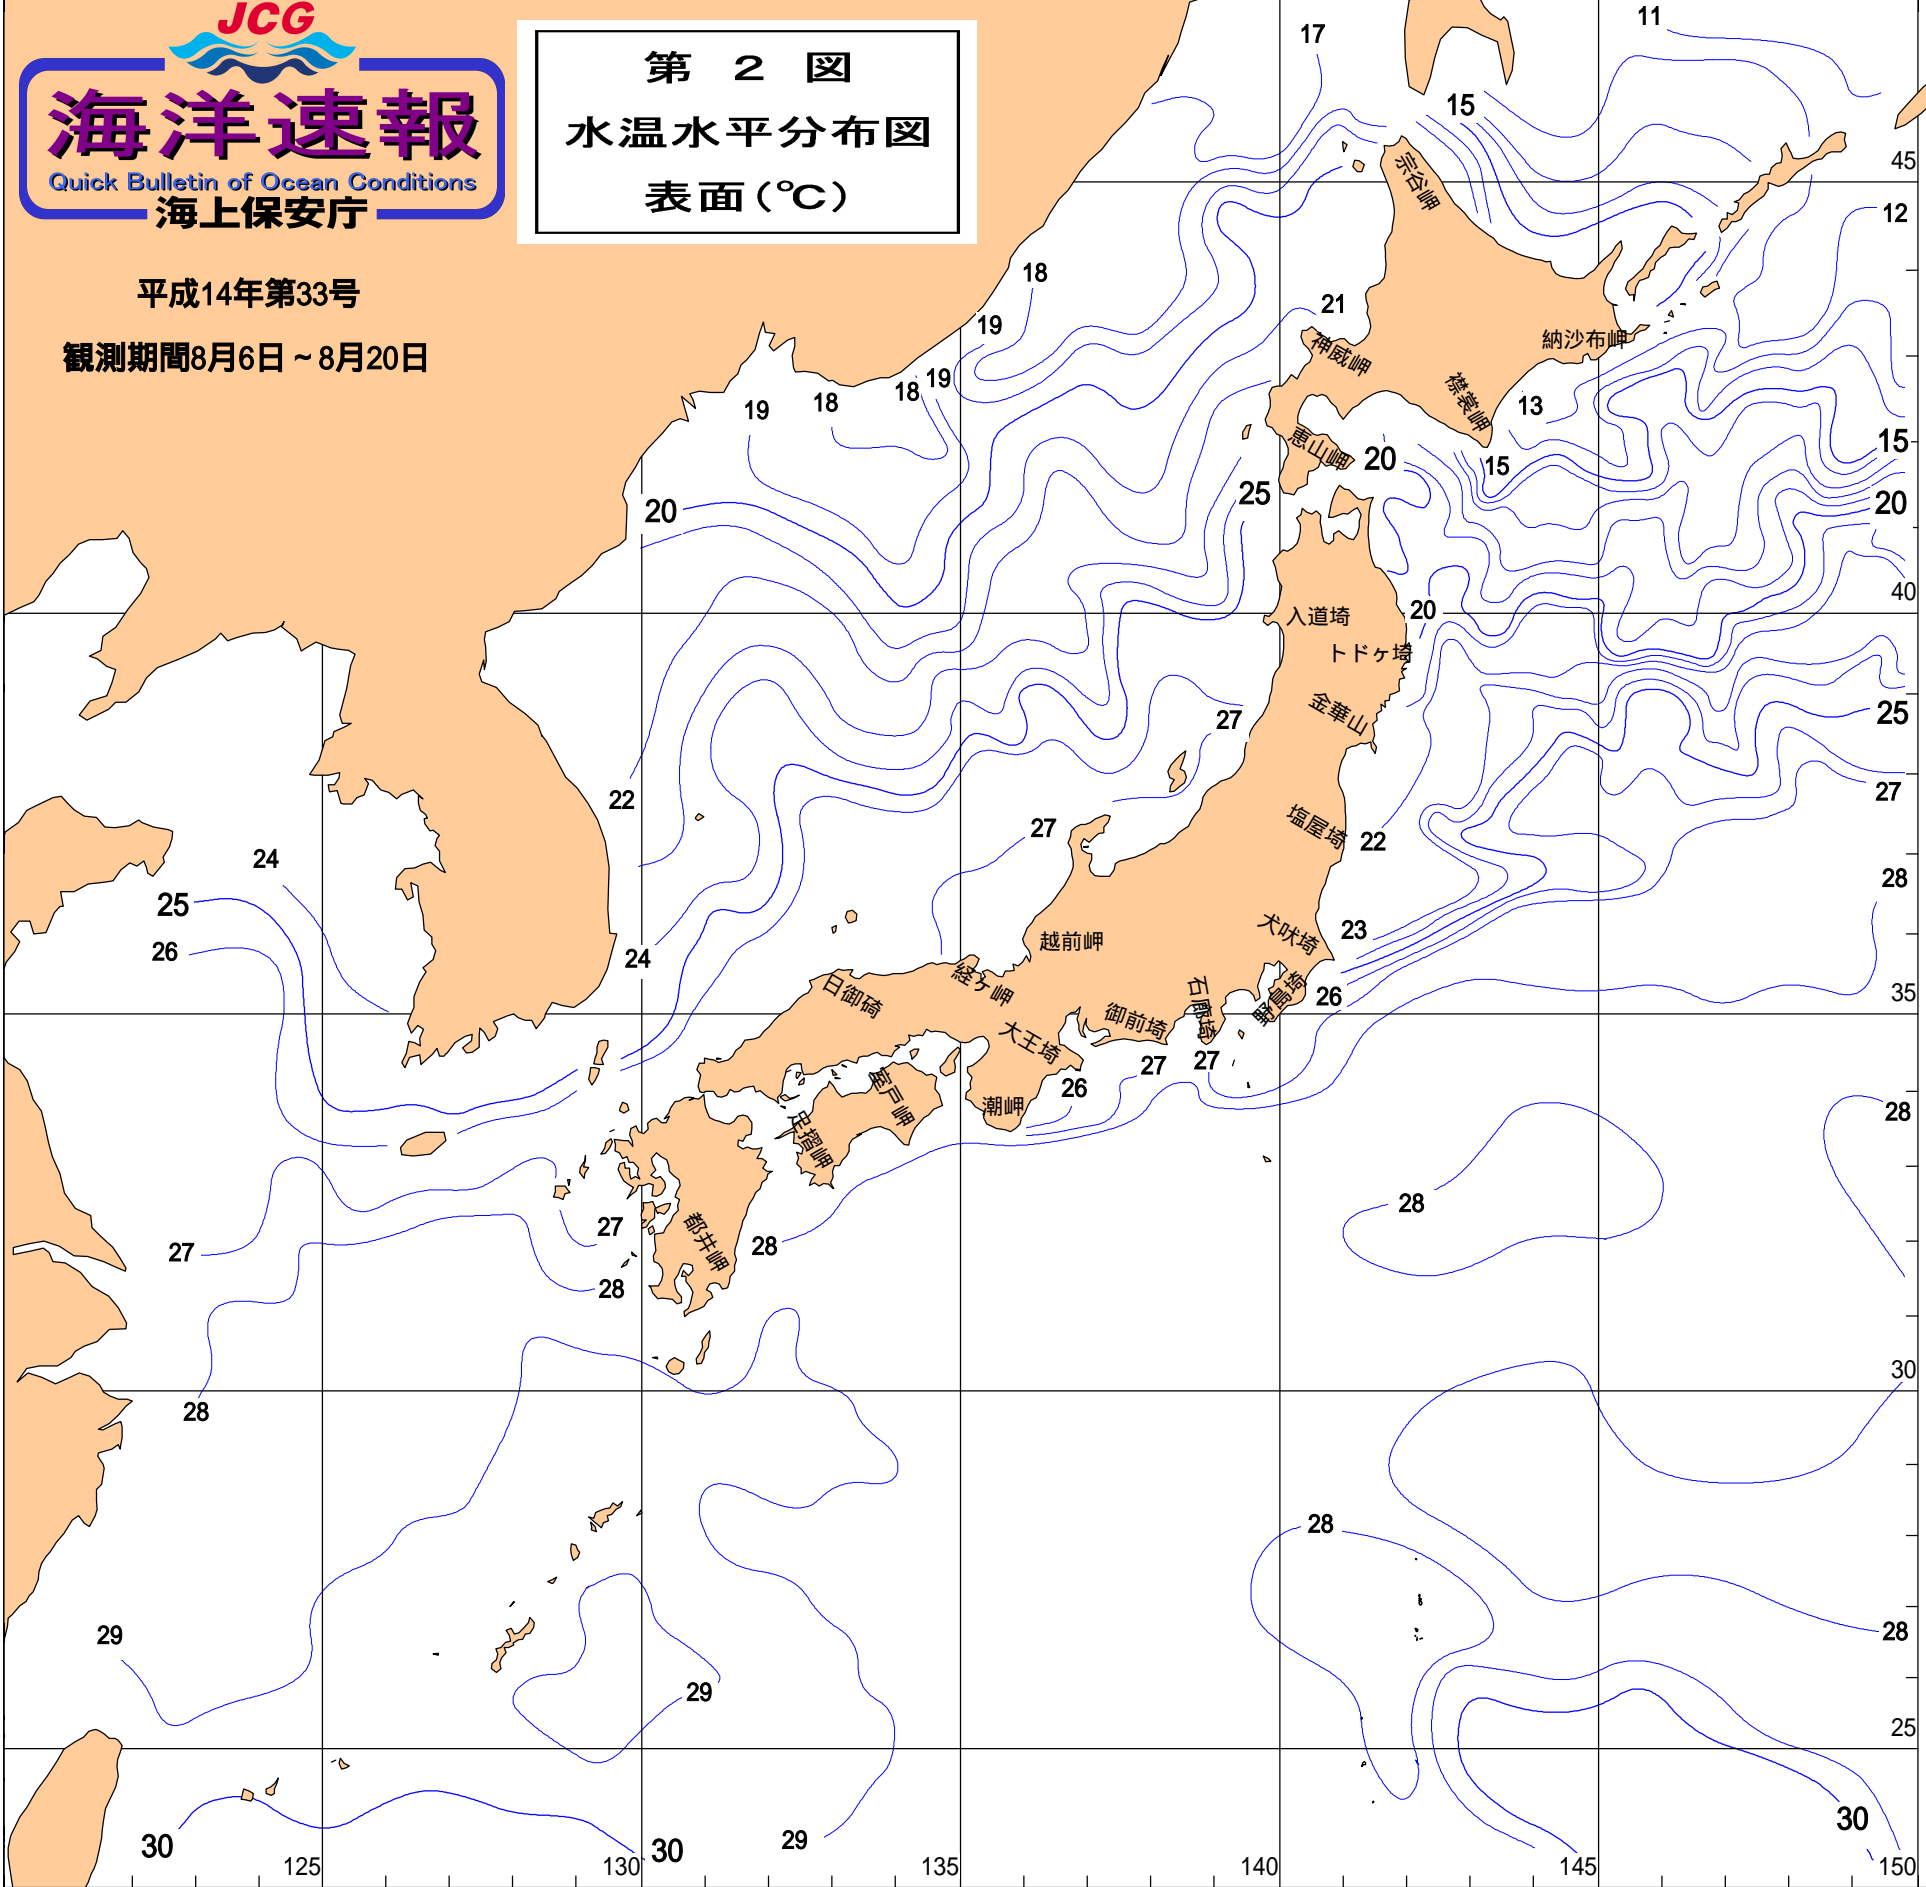 JCG
海洋速報
Quick Bulletin of Ocean Conditions
海上保安庁
平成14年第33号
観測期間8月6日～8月20日
第 2 図
水温水平分布図
表面(℃)
11
17
15
45
宗谷岬
12
18
19
21
神威岬
納沙布岬
襟裳岬
19
18
18
19
13
恵山岬
20
15
15
25
20
20
40
20
入道埼
トドヶ埼
金華山
27
25
22
27
27
塩屋埼
22
24
28
25
26
24
越前岬
犬吠埼
23
経ヶ岬
日御碕
石廊埼
野島埼
26
35
御前埼
大王埼
27
27
26
室戸岬
潮岬
足摺岬
28
28
27
27
都井岬
28
28
30
28
28
29
28
29
25
30
30
29
30
125
130
135
140
145
150